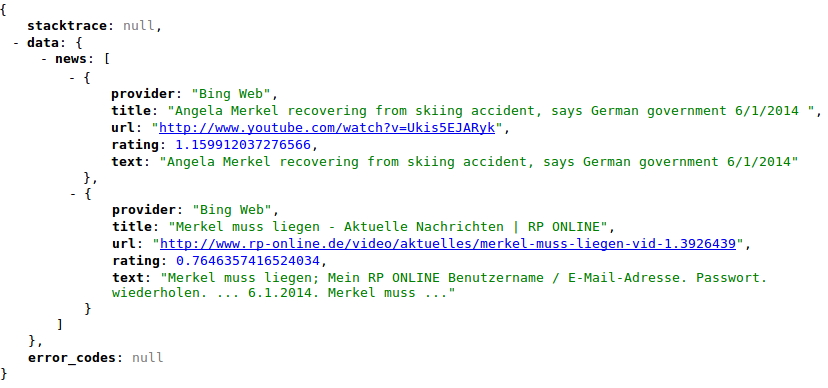 {
stacktrace: null,
- data: {
- news: [
- {
provider: "Bing Web",
title: "Angela Merkel recovering from skiing accident, says German government 6/1/2014 ",
url: "http://www.youtube.com/watch?v=Ukis5EJARyk",
rating: 1.159912037276566,
text: "Angela Merkel recovering from skiing accident, says German government 6/1/2014"
},
- {
provider: "Bing Web",
title: "Merkel muss liegen - Aktuelle Nachrichten | RP ONLINE",
url: "http://www.rp-online.de/video/aktuelles/merkel-muss-liegen-vid-1.3926439",
rating: 0.7646357416524034,
text: "Merkel muss liegen; Mein RP ONLINE Benutzername / E-Mail-Adresse. Passwort.
wiederholen. ... 6.1.2014. Merkel muss ..."
}
]
},
error_codes: null
}